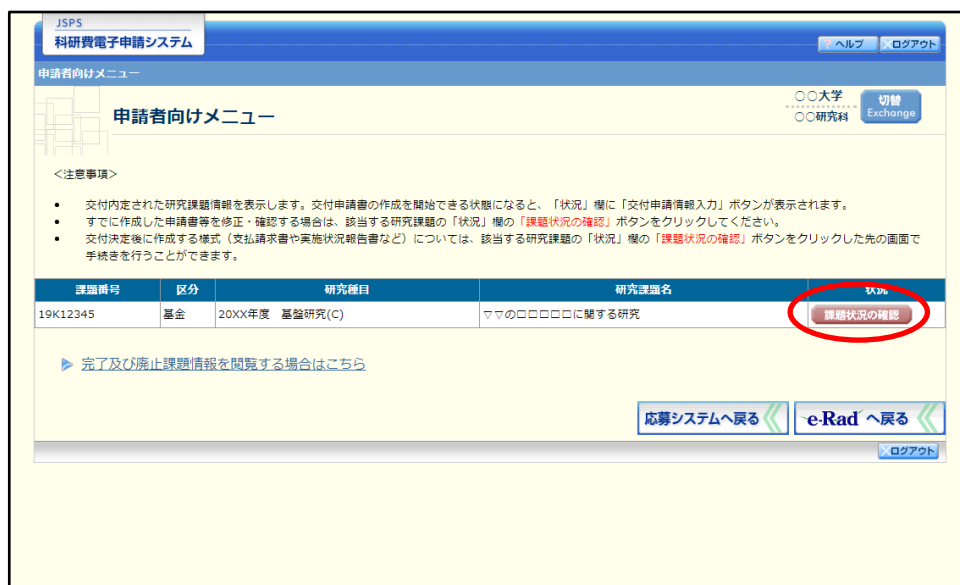 JSPS
科研費電子申請システム
? ヘルプ
ログアウト
申請者向けメニュー
申請者向けメニュー
○○大学
○○研究科
切替
Exchange
<注意事項>
• 交付内定された研究課題情報を表示します。交付申請書の作成を開始できる状態になると、「状況」欄に「交付申請情報入力」ボタンが表示されます。
• すでに作成した申請書等を修正・確認する場合は、該当する研究課題の「状況」欄の「課題状況の確認」ボタンをクリックしてください。
• 交付決定後に作成する様式（支払請求書や実施状況報告書など）については、該当する研究課題の「状況」欄の「課題状況の確認」ボタンをクリックした先の画面で
手続きを行うことができます。
課題番号 区分 研究種目 研究課題名 状況
19K12345 基金 20XX年度 基盤研究(C) ▽▽の□□□□□に関する研究 課題状況の確認
完了及び廃止課題情報を閲覧する場合はこちら
応募システムへ戻る
e-Rad へ戻る
ログアウト